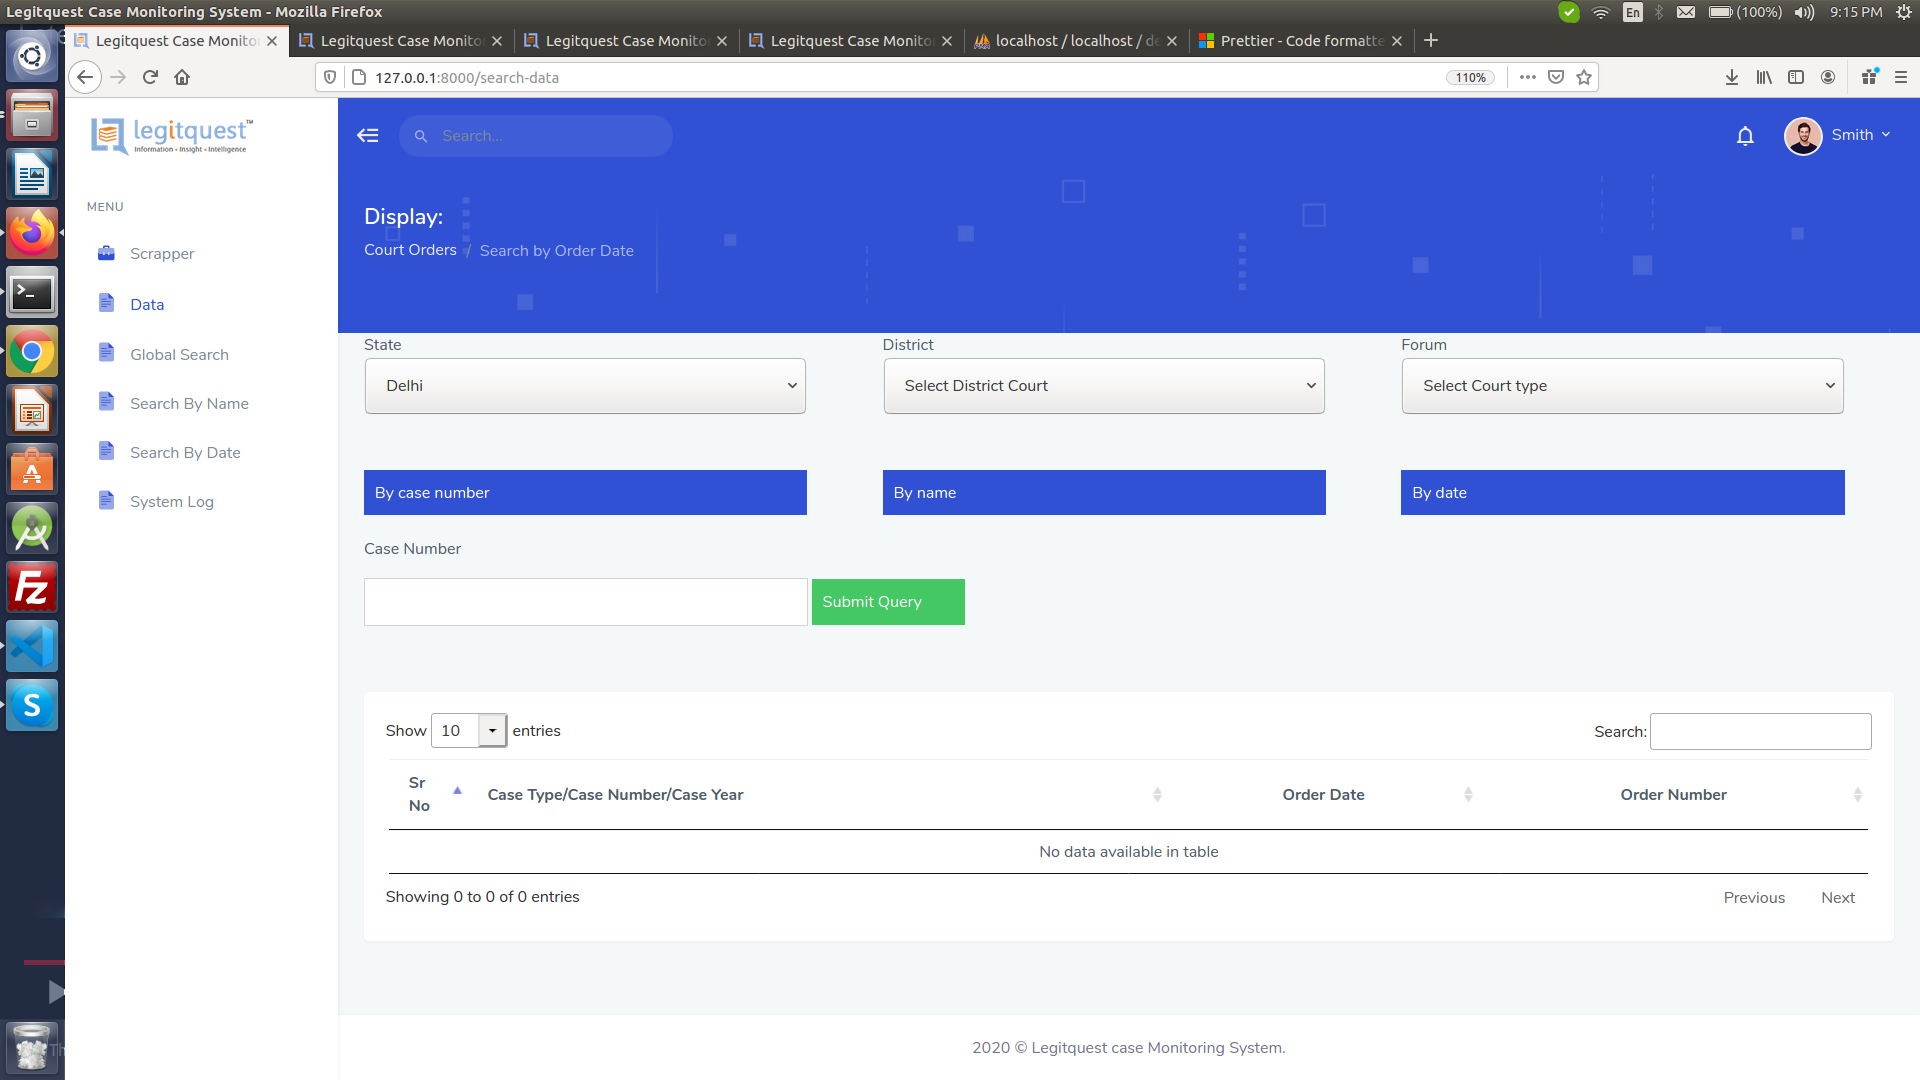 Legitquest Case Monitoring System - Mozilla Firefox
En
(100%)
9:15 PM
Legitquest Case Monito
Legitquest Case Monito
Legitquest Case Monito
Legitquest Case Monito
localhost / localhost / de
Prettier - Code formatte
127.0.0.1:8000/search-data
110%
legitquest™
Information • Insight • Intelligence
Search...
Smith
MENU
Scrapper
Data
Global Search
Search By Name
Search By Date
System Log
Display:
Court Orders / Search by Order Date
State
District
Forum
Delhi
Select District Court
Select Court type
By case number
By name
By date
Case Number
Submit Query
Show 10 entries
Search:
Sr No
Case Type/Case Number/Case Year
Order Date
Order Number
No data available in table
Showing 0 to 0 of 0 entries
Previous
Next
2020 © Legitquest case Monitoring System.